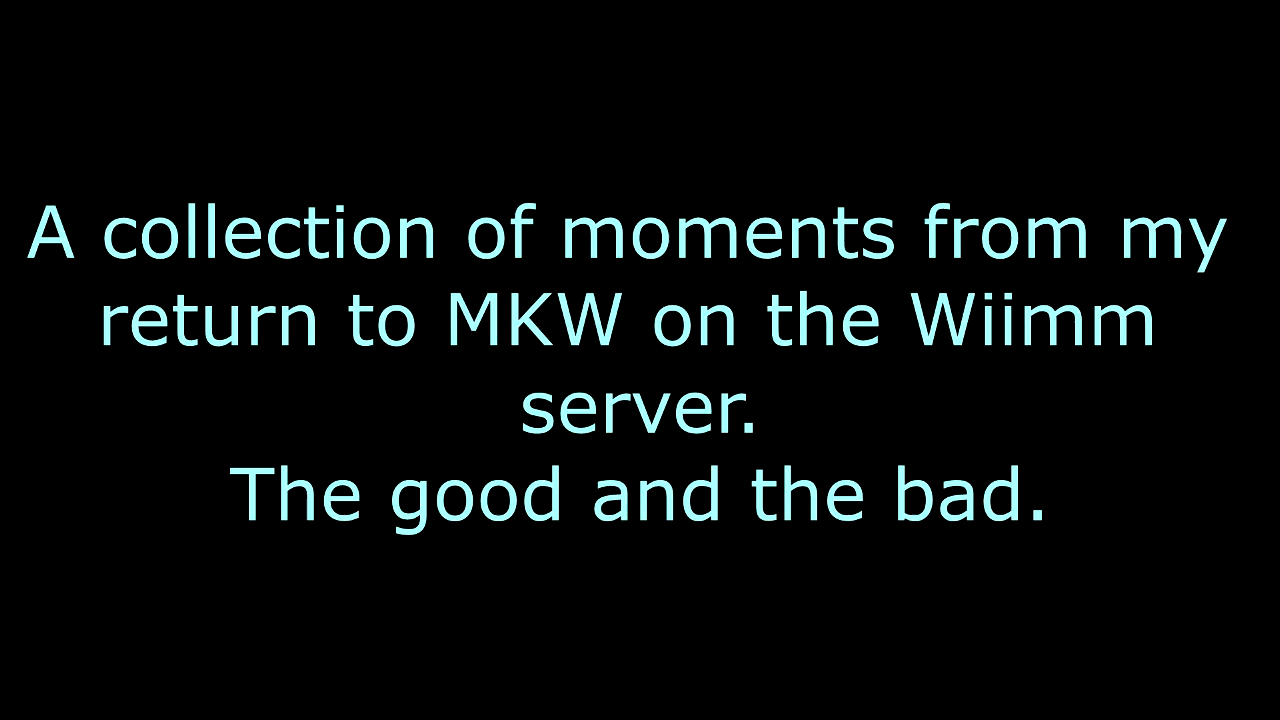 A collection of moments from my
return to MKW on the Wiimm
server.
The good and the bad.